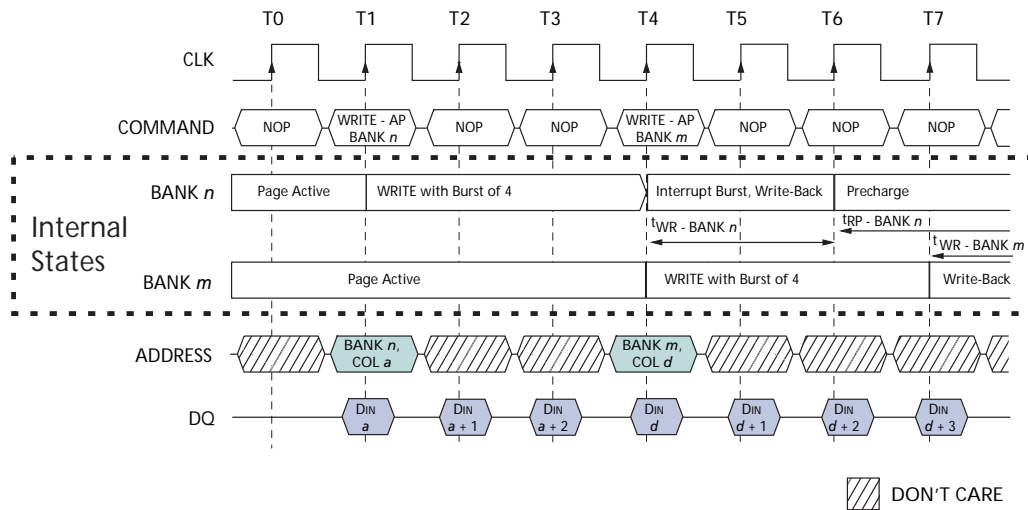 T0 T1 T2 T3 T4 T5 T6 T7
CLK
COMMAND NOP WRITE - AP BANK n NOP NOP WRITE - AP BANK m NOP NOP NOP
Internal States
BANK n Page Active WRITE with Burst of 4 Interrupt Burst, Write-Back Precharge
tWR - BANK n tRP - BANK n
tWR - BANK m
BANK m Page Active WRITE with Burst of 4 Write-Back
ADDRESS BANK n, COL a BANK m, COL d
DQ DIN a DIN a + 1 DIN a + 2 DIN d DIN d + 1 DIN d + 2 DIN d + 3
DON'T CARE